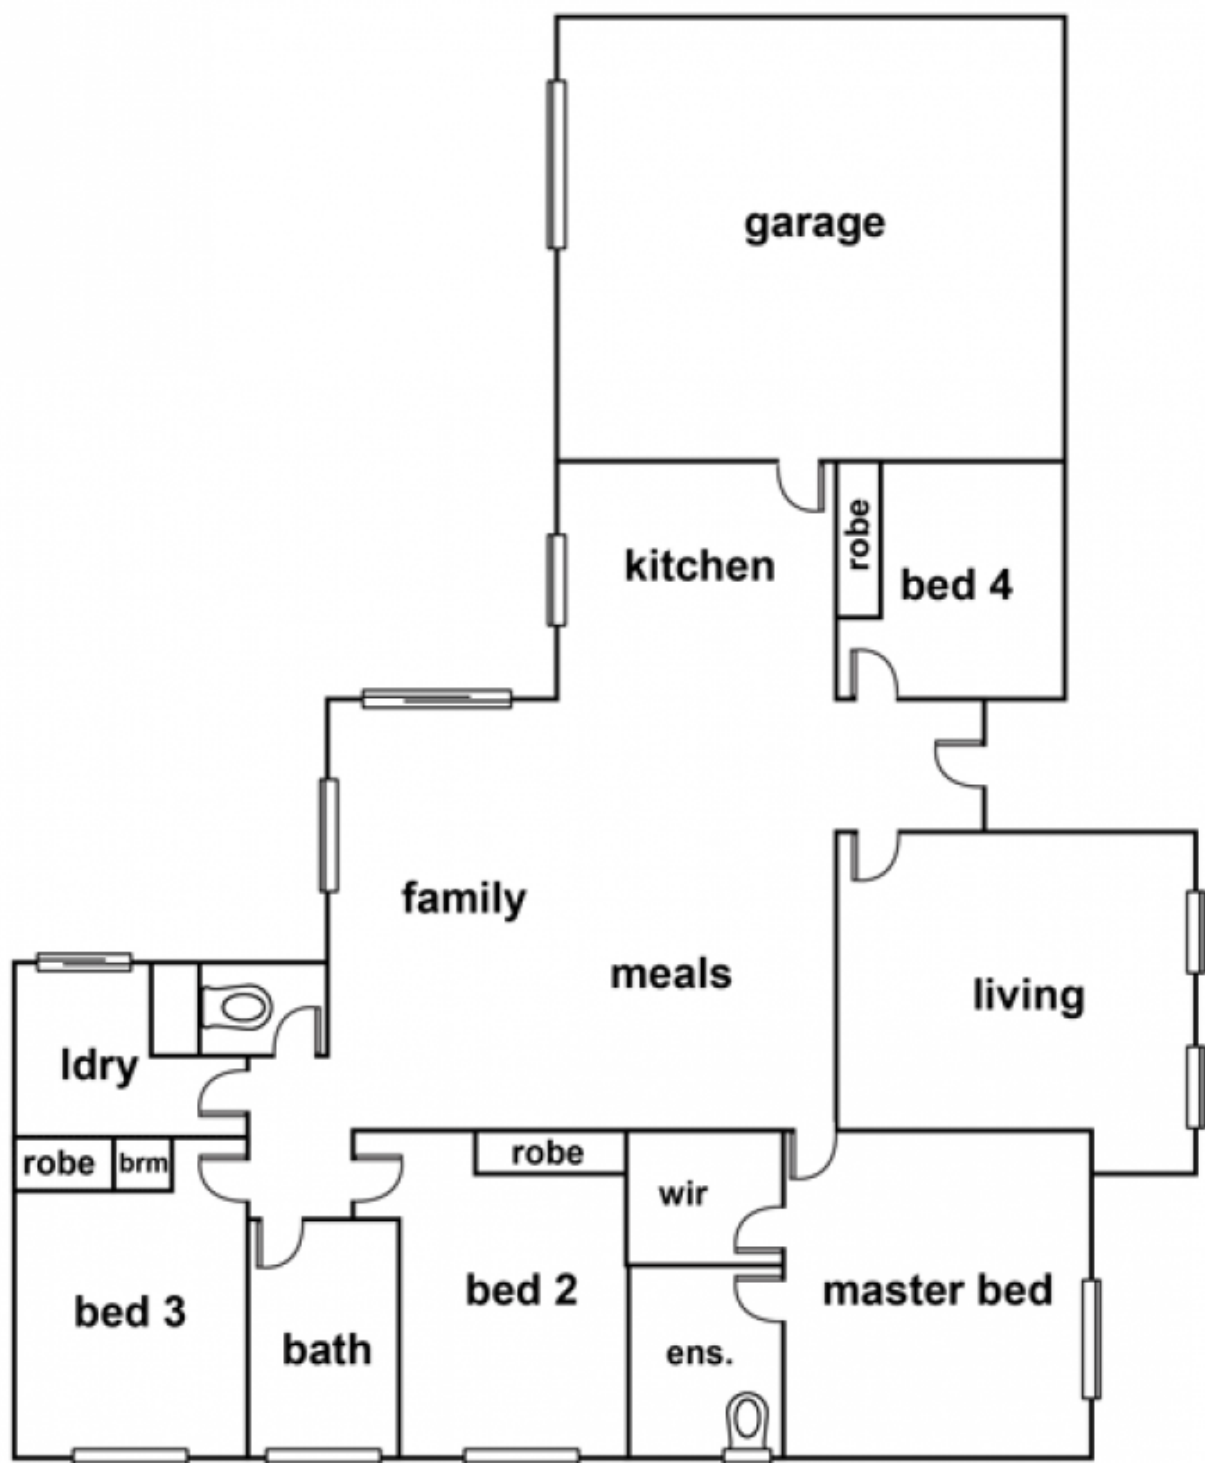 garage
kitchen
robe
bed 4
family
meals
living
ldry
robe
brm
robe
wir
bed 3
bath
bed 2
ens.
master bed